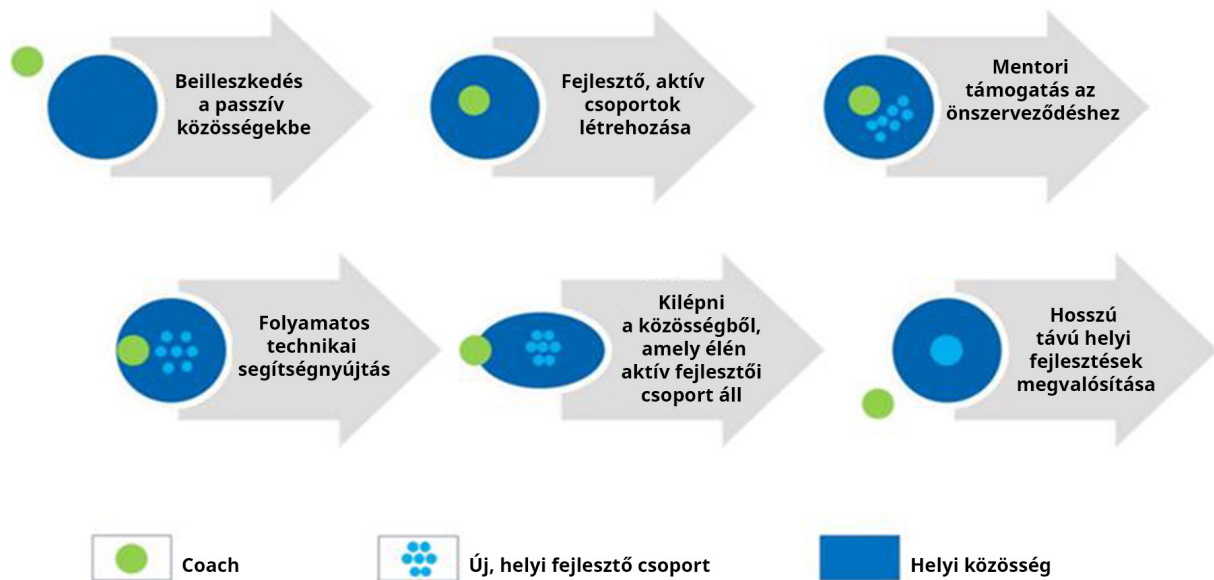 Beilleszkedés
a passzív
közösségekbe
Fejlesztő, aktív
csoportok
létrehozása
Mentori
támogatás az
önszerveződéshez
Folyamatos
technikai
segítségnyújtás
Kilépni
a közösségből,
amely élén
aktív fejlesztői
csoport áll
Hosszú
távú helyi
fejlesztések
megvalósítása
Coach
Új, helyi fejlesztő csoport
Helyi közösség